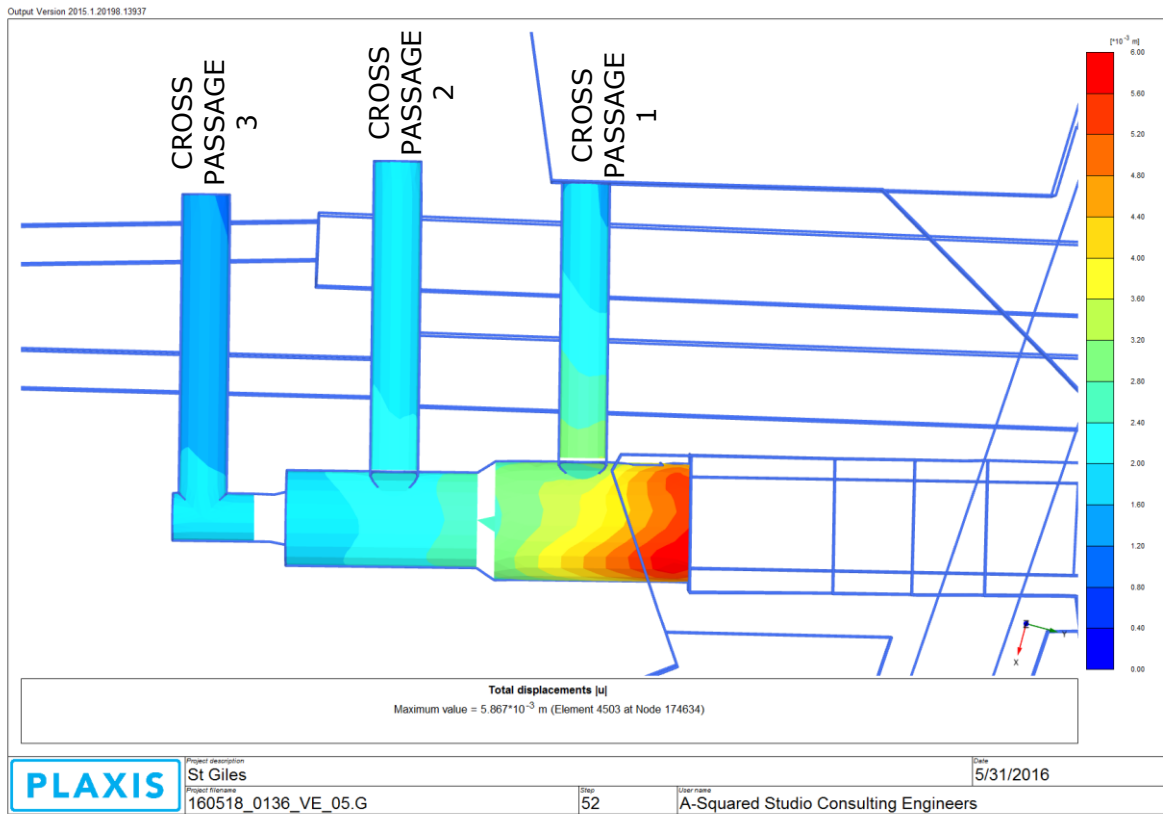 Output Version 2015.1.20198.13937
CROSS
PASSAGE
3
CROSS
PASSAGE
2
CROSS
PASSAGE
1
[*10⁻³ m]
6.00
5.60
5.20
4.80
4.40
4.00
3.60
3.20
2.80
2.40
2.00
1.60
1.20
0.80
0.40
0.00
Y
X
Total displacements |u|
Maximum value = 5.867*10⁻³ m (Element 4503 at Node 174634)
PLAXIS
Project description
St Giles
Date
5/31/2016
Project filename
160518_0136_VE_05.G
Step
52
User name
A-Squared Studio Consulting Engineers